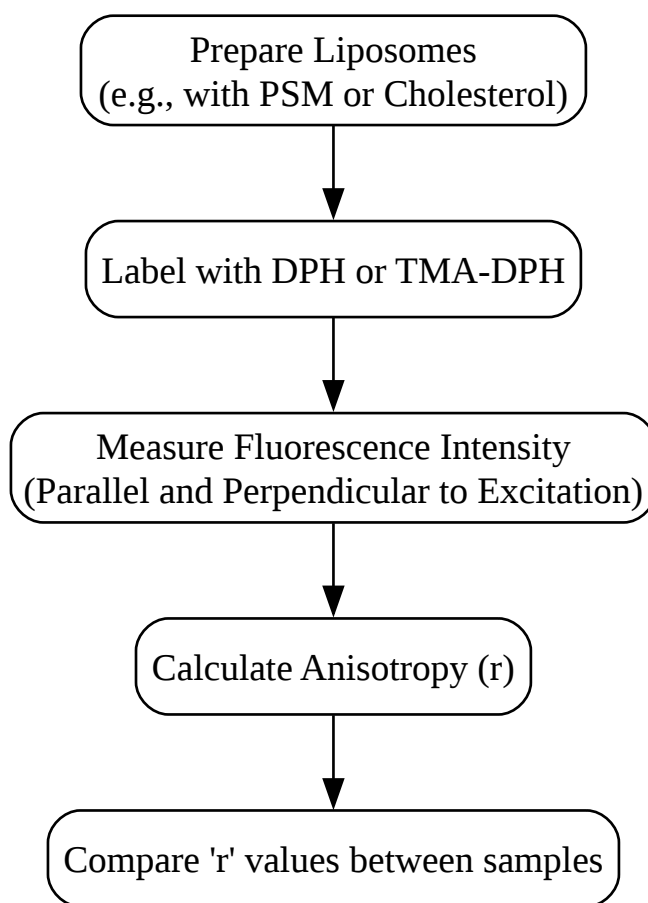 Prepare Liposomes
(e.g., with PSM or Cholesterol)
Label with DPH or TMA-DPH
Measure Fluorescence Intensity
(Parallel and Perpendicular to Excitation)
Calculate Anisotropy (r)
Compare 'r' values between samples